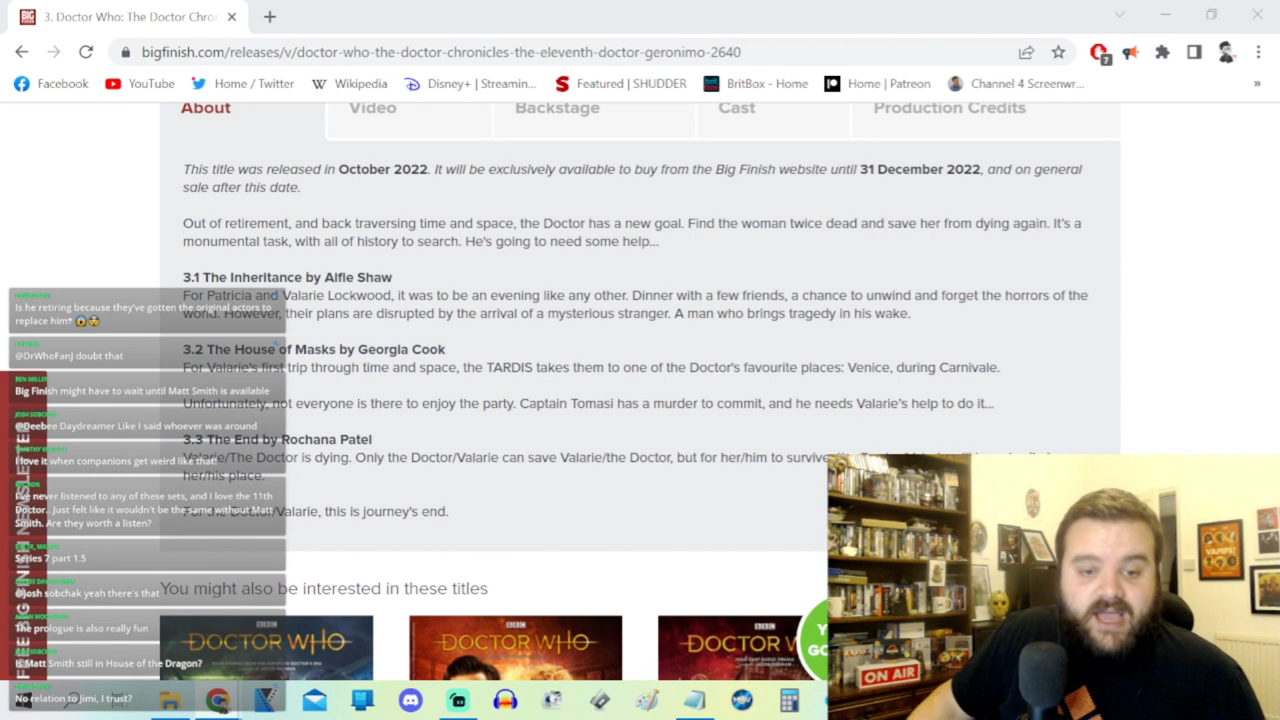 3. Doctor Who: The Doctor Chro
bigfinish.com/releases/v/doctor-who-the-doctor-chronicles-the-eleventh-doctor-geronimo-2640
7
Facebook
YouTube
Home / Twitter
Wikipedia
Disney+ | Streamin...
Featured | SHUDDER
BritBox - Home
Home | Patreon
Channel 4 Screenwr...
»
About
Video
Backstage
Cast
Production Credits
This title was released in October 2022. It will be exclusively available to buy from the Big Finish website until 31 December 2022, and on general
sale after this date.
Out of retirement, and back traversing time and space, the Doctor has a new goal. Find the woman twice dead and save her from dying again. It's a
monumental task, with all of history to search. He's going to need some help...
3.1 The Inheritance by Alfie Shaw
For Patricia and Valarie Lockwood, it was to be an evening like any other. Dinner with a few friends, a chance to unwind and forget the horrors of the
world. However, their plans are disrupted by the arrival of a mysterious stranger. A man who brings tragedy in his wake.
3.2 The House of Masks by Georgia Cook
For Valarie's first trip through time and space, the TARDIS takes them to one of the Doctor's favourite places: Venice, during Carnivale.
Unfortunately, not everyone is there to enjoy the party. Captain Tomasi has a murder to commit, and he needs Valarie's help to do it...
3.3 The End by Rochana Patel
Valarie/The Doctor is dying. Only the Doctor/Valarie can save Valarie/the Doctor, but for her/him to survive
her/his place.
For the Doctor/Valarie, this is journey's end.
You might also be interested in these titles
BBC
DOCTOR WHO
BBC
DOCTOR WHO
BBC
DOCTOR WHO
Is he retiring because they've gotten the original actors to
replace him?
@DrWhoFanJ doubt that
BEN MILLER
Big Finish might have to wait until Matt Smith is available
JOSH SOBCHAK
@Deebee Daydreamer Like I said whoever was around
I love it when companions get weird like that!
I've never listened to any of these sets, and I love the 11th
Doctor.. Just felt like it wouldn't be the same without Matt
Smith. Are they worth a listen?
Series 7 part 1.5
@josh sobchak yeah there's that
The prologue is also really fun
Is Matt Smith still in House of the Dragon?
No relation to Jimi, I trust?
FREE BIG FINISH NEWSLETTER
VAMPS!
ON AIR